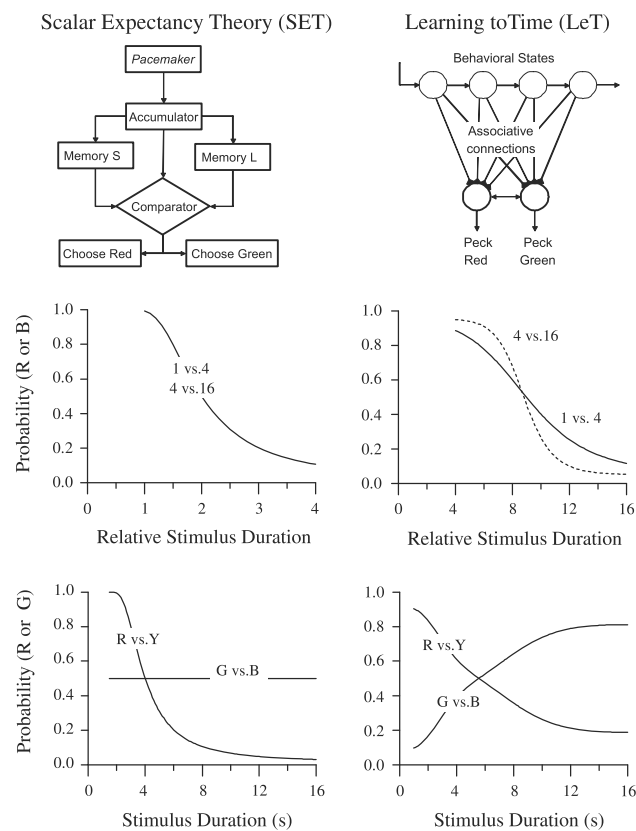 Scalar Expectancy Theory (SET)
Learning toTime (LeT)
Pacemaker
Accumulator
Memory S
Memory L
Comparator
Choose Red
Choose Green
Behavioral States
Associative
connections
Peck
Red
Peck
Green
Probability (R or B)
1.0
0.8
0.6
0.4
0.2
0.0
1 vs.4
4 vs.16
0 1 2 3 4
Relative Stimulus Duration
1.0
0.8
0.6
0.4
0.2
0.0
4 vs.16
1 vs. 4
0 4 8 12 16
Relative Stimulus Duration
Probability (R or G)
1.0
0.8
0.6
0.4
0.2
0.0
R vs.Y
G vs.B
0 4 8 12 16
Stimulus Duration (s)
1.0
0.8
0.6
0.4
0.2
0.0
R vs.Y
G vs.B
0 4 8 12 16
Stimulus Duration (s)